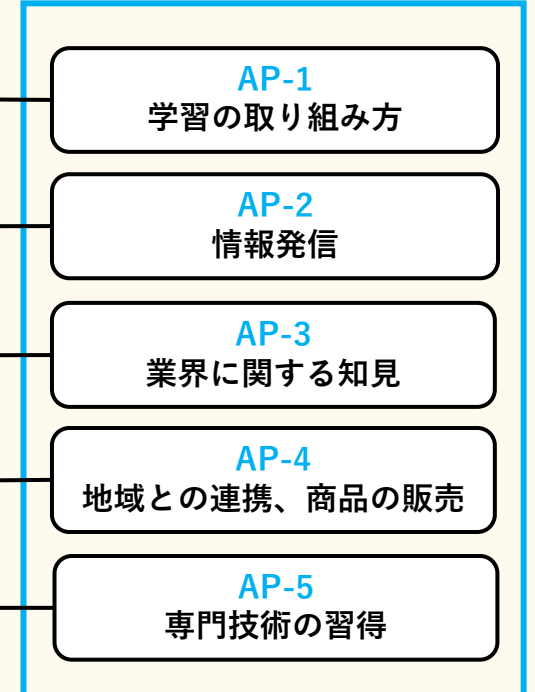 AP-1
学習の取り組み方
AP-2
情報発信
AP-3
業界に関する知見
AP-4
地域との連携、商品の販売
AP-5
専門技術の習得